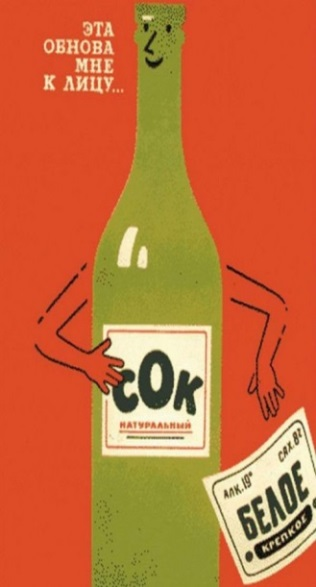 ЭТА
ОБНОВА
МНЕ
К ЛИЦУ...
СОК
НАТУРАЛЬНЫЙ
АЛК.19° САХ.8%
БЕЛОЕ
КРЕПКОЕ